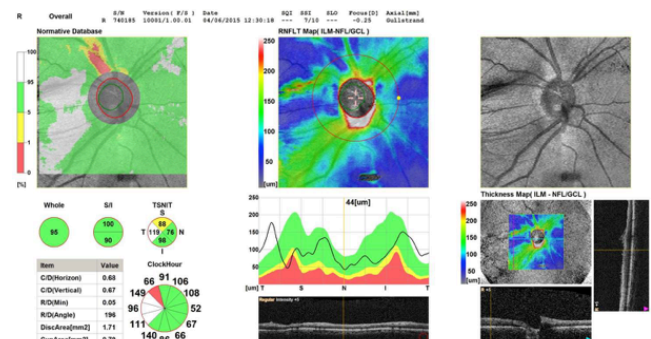 R Overall
S/N Version( F/S ) Date SQI SSI SLO Focus[D] Axial[mm]
R 740185 10001/1.00.01 04/06/2015 12:30:18 --- 7/10 --- -0.25 Gullstrand
Normative Database
RNFLT Map( ILM-NFL/GCL )
100
95
5
1
0
[%]
250
200
150
100
50
0
[um]
Whole
S/I
TSNIT
95
100
90
S
88
T 119 76 N
98
I
44[um]
250
200
150
100
50
[um] T S N I T
Thickness Map( ILM - NFL/GCL )
250
200
150
100
50
0
[um]
Item Value
C/D(Horizon) 0.68
C/D(Vertical) 0.67
R/D(Min) 0.05
R/D(Angle) 196
DiscArea[mm2] 1.71
ClockHour
66 91 106
149 108
96 52
111 67
140 66
Regular Intensity